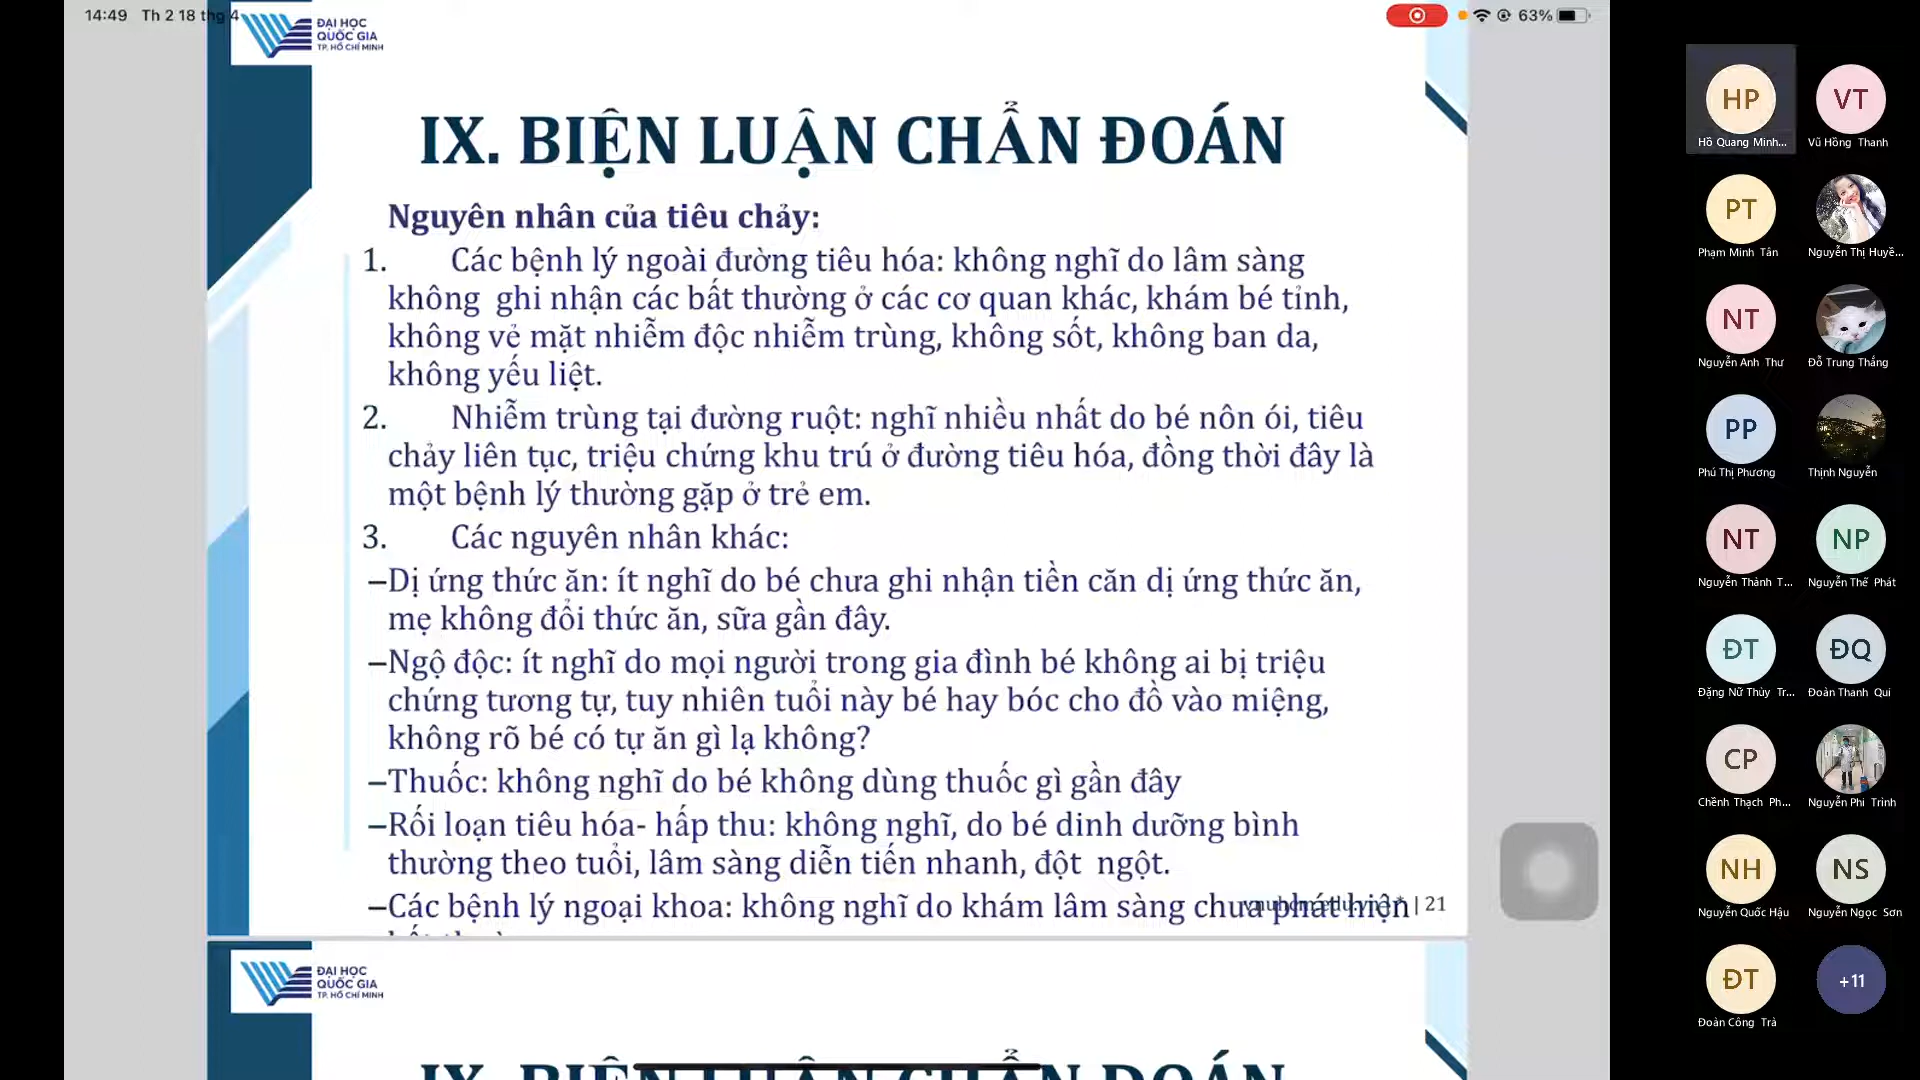 14:49 Th 2 18 thg 4
63%
ĐẠI HỌC
QUỐC GIA
TP. HỒ CHÍ MINH
IX. BIỆN LUẬN CHẨN ĐOÁN
Nguyên nhân của tiêu chảy:
1. Các bệnh lý ngoài đường tiêu hóa: không nghĩ do lâm sàng
không ghi nhận các bất thường ở các cơ quan khác, khám bé tỉnh,
không vẻ mặt nhiễm độc nhiễm trùng, không sốt, không ban da,
không yếu liệt.
2. Nhiễm trùng tại đường ruột: nghĩ nhiều nhất do bé nôn ói, tiêu
chảy liên tục, triệu chứng khu trú ở đường tiêu hóa, đồng thời đây là
một bệnh lý thường gặp ở trẻ em.
3. Các nguyên nhân khác:
–Dị ứng thức ăn: ít nghĩ do bé chưa ghi nhận tiền căn dị ứng thức ăn,
mẹ không đổi thức ăn, sữa gần đây.
–Ngộ độc: ít nghĩ do mọi người trong gia đình bé không ai bị triệu
chứng tương tự, tuy nhiên tuổi này bé hay bóc cho đồ vào miệng,
không rõ bé có tự ăn gì lạ không?
–Thuốc: không nghĩ do bé không dùng thuốc gì gần đây
–Rối loạn tiêu hóa- hấp thu: không nghĩ, do bé dinh dưỡng bình
thường theo tuổi, lâm sàng diễn tiến nhanh, đột ngột.
–Các bệnh lý ngoại khoa: không nghĩ do khám lâm sàng chưa phát hiện
| 21
ĐẠI HỌC
QUỐC GIA
TP. HỒ CHÍ MINH
IX. BIỆN LUẬN CHẨN ĐOÁN
HP
Hồ Quang Minh...
VT
Vũ Hồng Thanh
PT
Phạm Minh Tân
Nguyễn Thị Huyề...
NT
Nguyễn Anh Thư
Đỗ Trung Thắng
PP
Phú Thị Phương
Thịnh Nguyễn
NT
Nguyễn Thành T...
NP
Nguyễn Thế Phát
ĐT
Đặng Nữ Thùy Tr...
ĐQ
Đoàn Thanh Qui
CP
Chềnh Thạch Ph...
Nguyễn Phi Trình
NH
Nguyễn Quốc Hậu
NS
Nguyễn Ngọc Sơn
ĐT
Đoàn Công Trà
+11